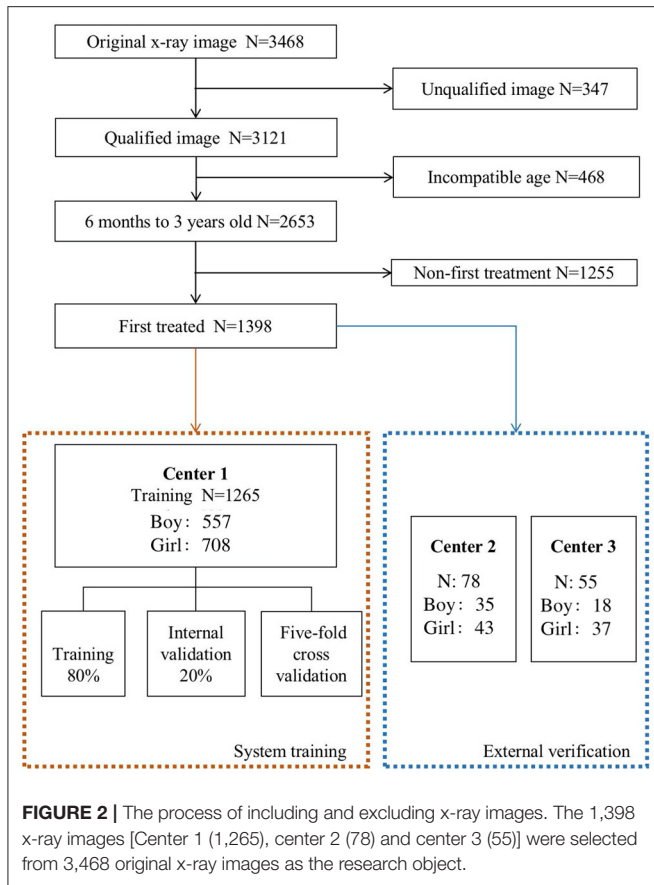 Original x-ray image N=3468
Unqualified image N=347
Qualified image N=3121
Incompatible age N=468
6 months to 3 years old N=2653
Non-first treatment N=1255
First treated N=1398
Center 1
Training N=1265
Boy: 557
Girl: 708
Training
80%
Internal
validation
20%
Five-fold
cross
validation
System training
Center 2
N: 78
Boy: 35
Girl: 43
Center 3
N: 55
Boy: 18
Girl: 37
External verification
FIGURE 2 | The process of including and excluding x-ray images. The 1,398
x-ray images [Center 1 (1,265), center 2 (78) and center 3 (55)] were selected
from 3,468 original x-ray images as the research object.